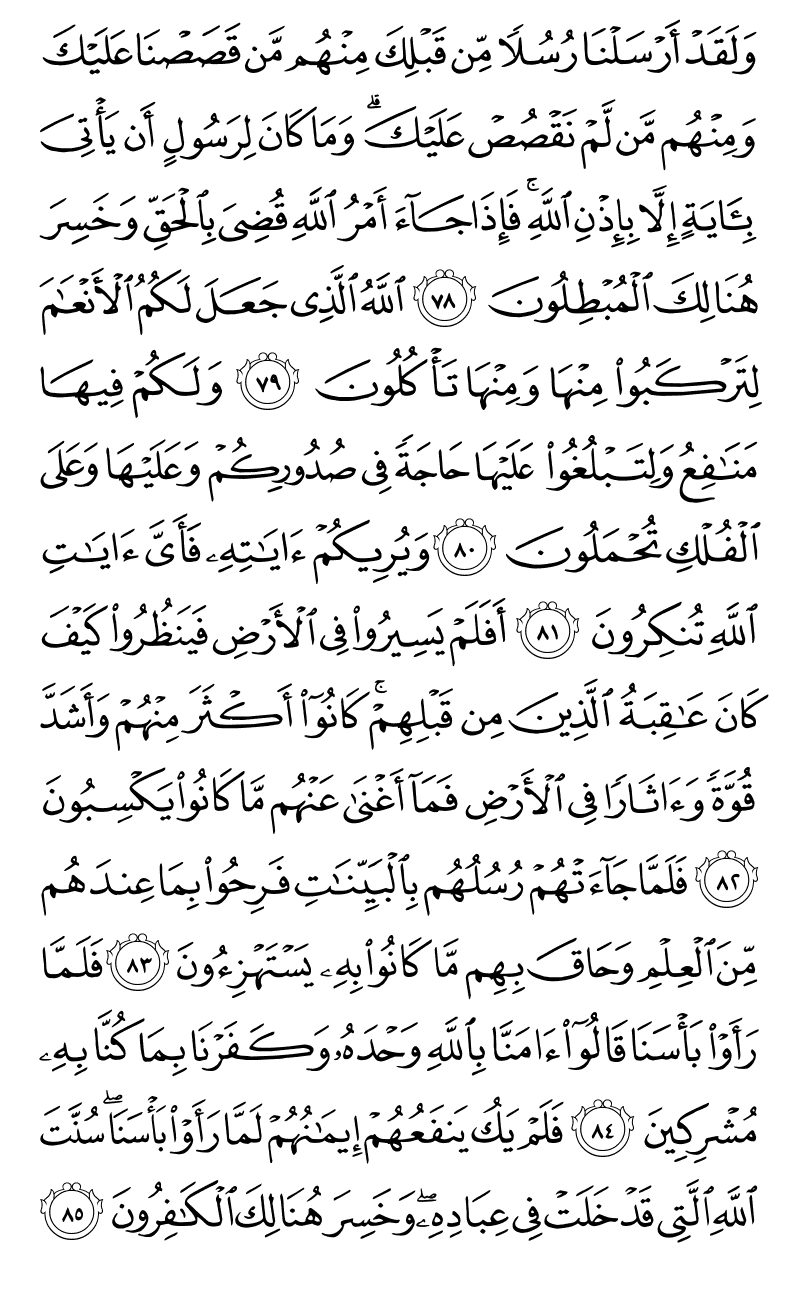 وَلَقَدْ أَرْسَلْنَا رُسُلًا مِّن قَبْلِكَ مِنْهُم مَّن قَصَصْنَا عَلَيْكَ
وَمِنْهُم مَّن لَّمْ نَقْصُصْ عَلَيْكَ ۗ وَمَا كَانَ لِرَسُولٍ أَن يَأْتِىَ
بِـَٔايَةٍ إِلَّا بِإِذْنِ ٱللَّهِ ۚ فَإِذَا جَآءَ أَمْرُ ٱللَّهِ قُضِىَ بِٱلْحَقِّ وَخَسِرَ
هُنَالِكَ ٱلْمُبْطِلُونَ ٧٨ ٱللَّهُ ٱلَّذِى جَعَلَ لَكُمُ ٱلْأَنْعَـٰمَ
لِتَرْكَبُوا۟ مِنْهَا وَمِنْهَا تَأْكُلُونَ ٧٩ وَلَكُمْ فِيهَا
مَنَـٰفِعُ وَلِتَبْلُغُوا۟ عَلَيْهَا حَاجَةً فِى صُدُورِكُمْ وَعَلَيْهَا وَعَلَى
ٱلْفُلْكِ تُحْمَلُونَ ٨٠ وَيُرِيكُمْ ءَايَـٰتِهِۦ فَأَىَّ ءَايَـٰتِ
ٱللَّهِ تُنكِرُونَ ٨١ أَفَلَمْ يَسِيرُوا۟ فِى ٱلْأَرْضِ فَيَنظُرُوا۟ كَيْفَ
كَانَ عَـٰقِبَةُ ٱلَّذِينَ مِن قَبْلِهِمْ ۚ كَانُوٓا۟ أَكْثَرَ مِنْهُمْ وَأَشَدَّ
قُوَّةً وَءَاثَارًا فِى ٱلْأَرْضِ فَمَآ أَغْنَىٰ عَنْهُم مَّا كَانُوا۟ يَكْسِبُونَ
٨٢ فَلَمَّا جَآءَتْهُمْ رُسُلُهُم بِٱلْبَيِّنَـٰتِ فَرِحُوا۟ بِمَا عِندَهُم
مِّنَ ٱلْعِلْمِ وَحَاقَ بِهِم مَّا كَانُوا۟ بِهِۦ يَسْتَهْزِءُونَ ٨٣ فَلَمَّا
رَأَوْا۟ بَأْسَنَا قَالُوٓا۟ ءَامَنَّا بِٱللَّهِ وَحْدَهُۥ وَكَفَرْنَا بِمَا كُنَّا بِهِۦ
مُشْرِكِينَ ٨٤ فَلَمْ يَكُ يَنفَعُهُمْ إِيمَـٰنُهُمْ لَمَّا رَأَوْا۟ بَأْسَنَا ۖ سُنَّتَ
ٱللَّهِ ٱلَّتِى قَدْ خَلَتْ فِى عِبَادِهِۦ ۖ وَخَسِرَ هُنَالِكَ ٱلْكَـٰفِرُونَ ٨٥